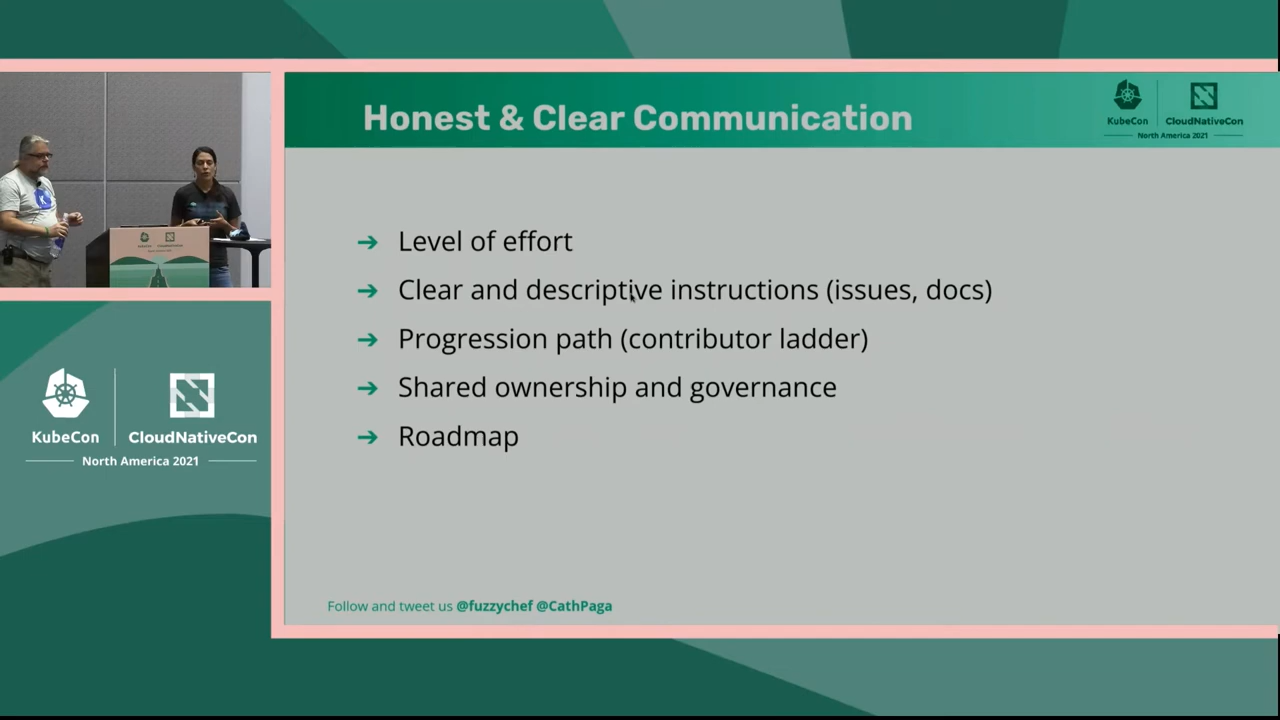 Honest & Clear Communication
KubeCon
CloudNativeCon
North America 2021
Level of effort
Clear and descriptive instructions (issues, docs)
Progression path (contributor ladder)
Shared ownership and governance
Roadmap
Follow and tweet us @fuzzychef @CathPaga
KubeCon
CloudNativeCon
North America 2021